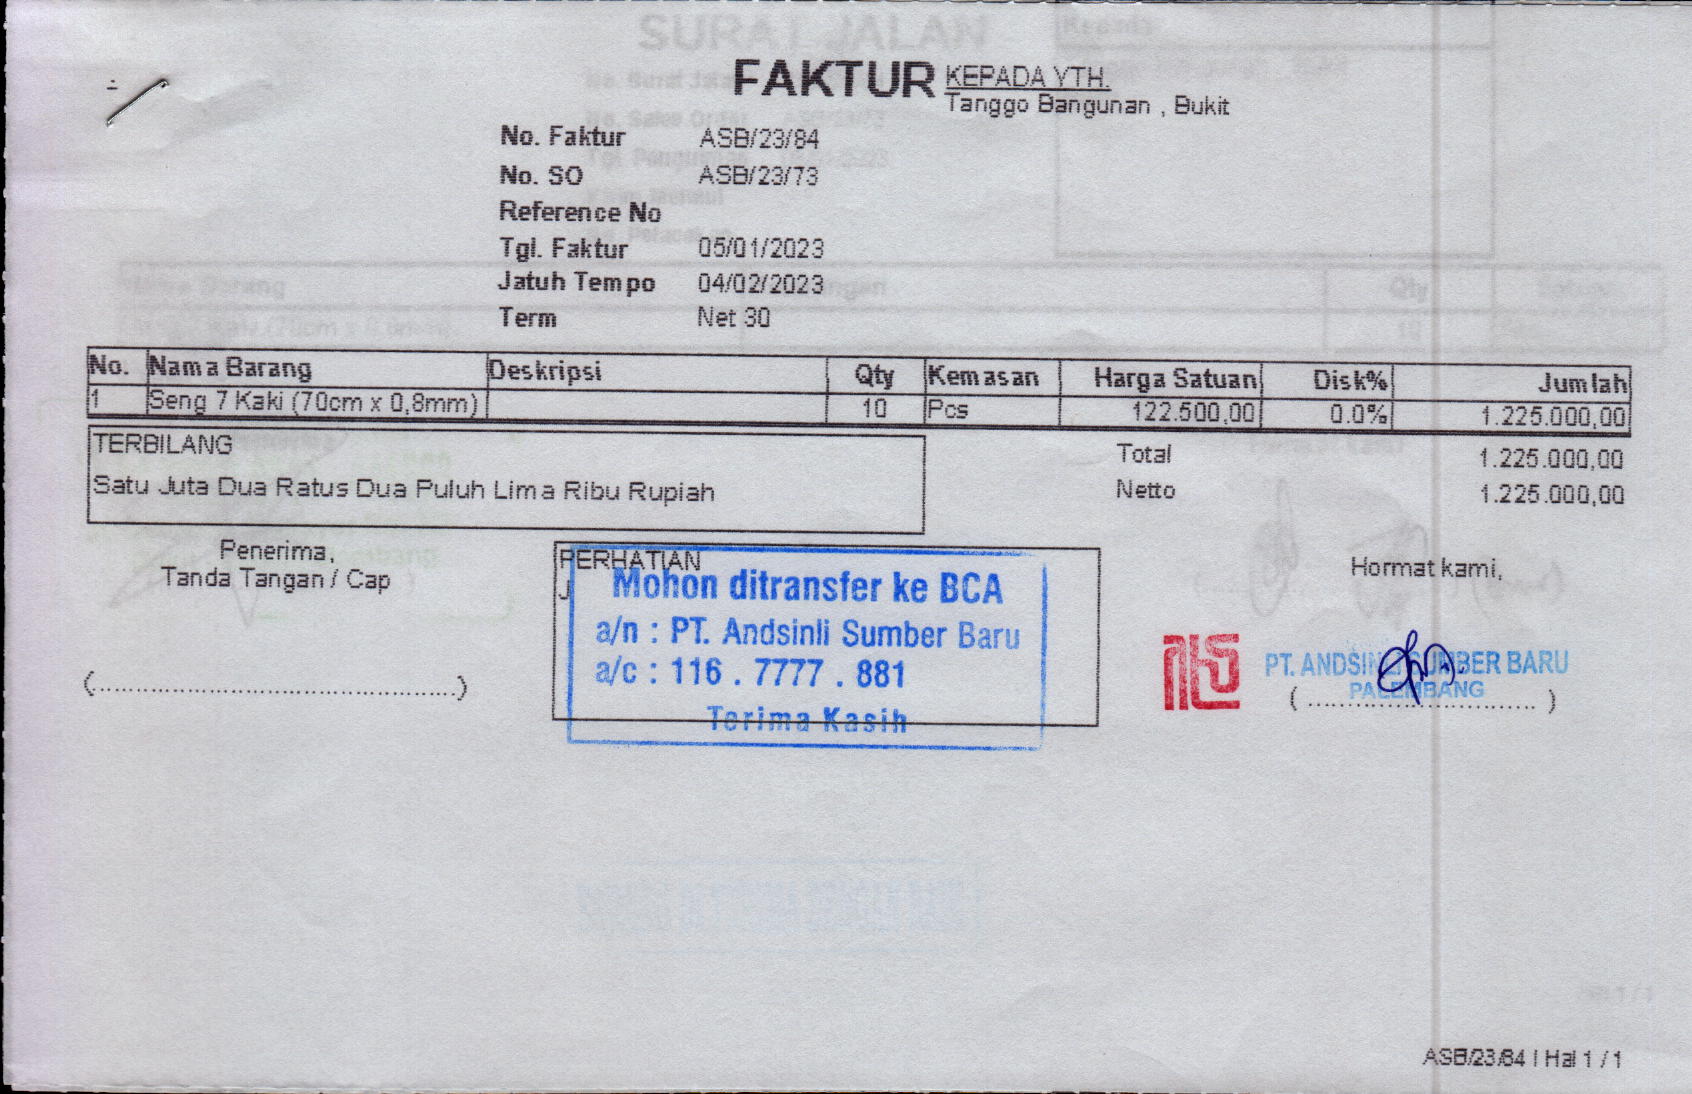 FAKTUR
KEPADA YTH.
Tanggo Bangunan , Bukit
No. Faktur ASB/23/84
No. SO ASB/23/73
Reference No
Tgl. Faktur 05/01/2023
Jatuh Tempo 04/02/2023
Term Net 30
No. Nama Barang Deskripsi Qty Kemasan Harga Satuan Disk% Jumlah
1 Seng 7 Kaki (70cm x 0,8mm) 10 Pcs 122.500,00 0.0% 1.225.000,00
TERBILANG
Satu Juta Dua Ratus Dua Puluh Lima Ribu Rupiah
Total 1.225.000,00
Netto 1.225.000,00
Penerima,
Tanda Tangan / Cap
(..................................................)
PERHATIAN
Mohon ditransfer ke BCA
a/n : PT. Andsinli Sumber Baru
a/c : 116 . 7777 . 881
Terima Kasih
Hormat kami,
PT. ANDSINLI SUMBER BARU
PALEMBANG
( .............................. )
ASB/23/84 | Hal 1 / 1